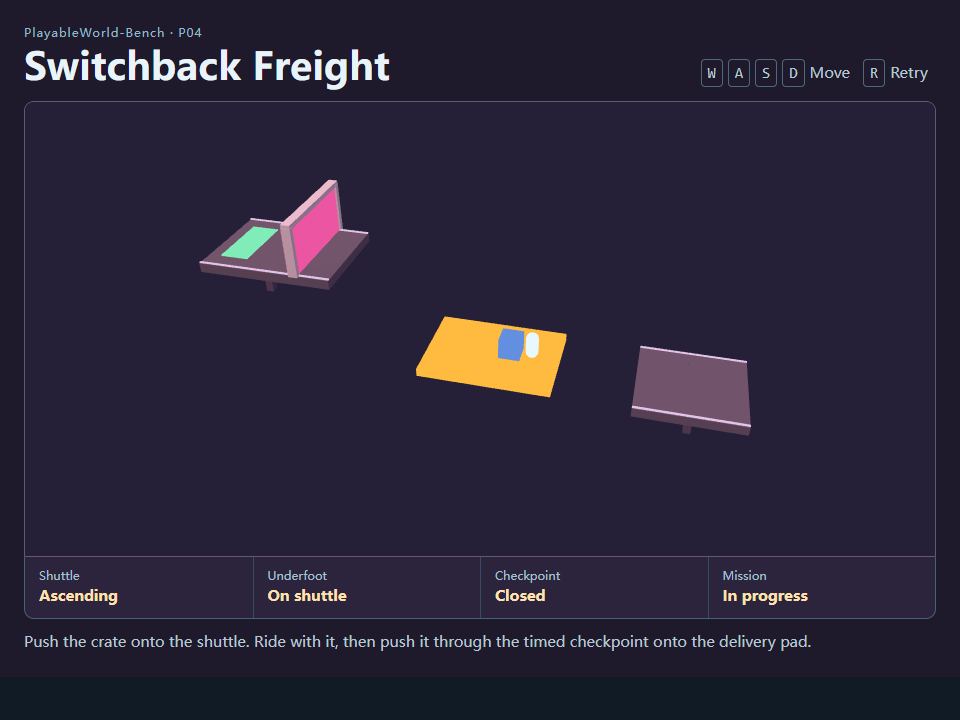 PlayableWorld-Bench · P04
Switchback Freight
W A S D Move R Retry
Shuttle Underfoot Checkpoint Mission
Ascending On shuttle Closed In progress
Push the crate onto the shuttle. Ride with it, then push it through the timed checkpoint onto the delivery pad.